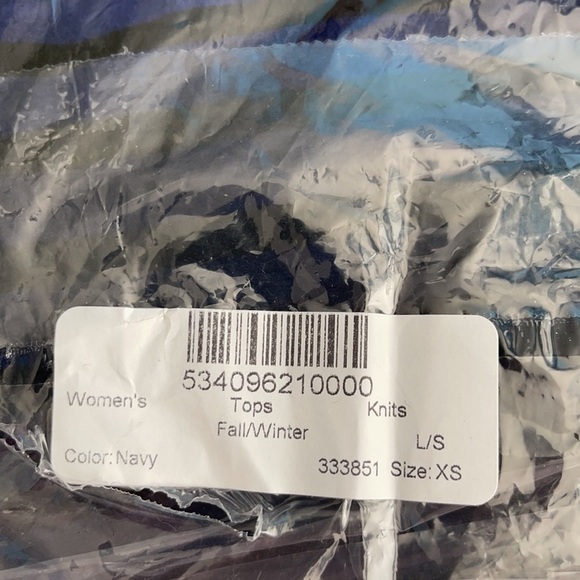 534096210000
Women's Tops Knits
Fall/Winter
L/S
Color: Navy 333851 Size: XS